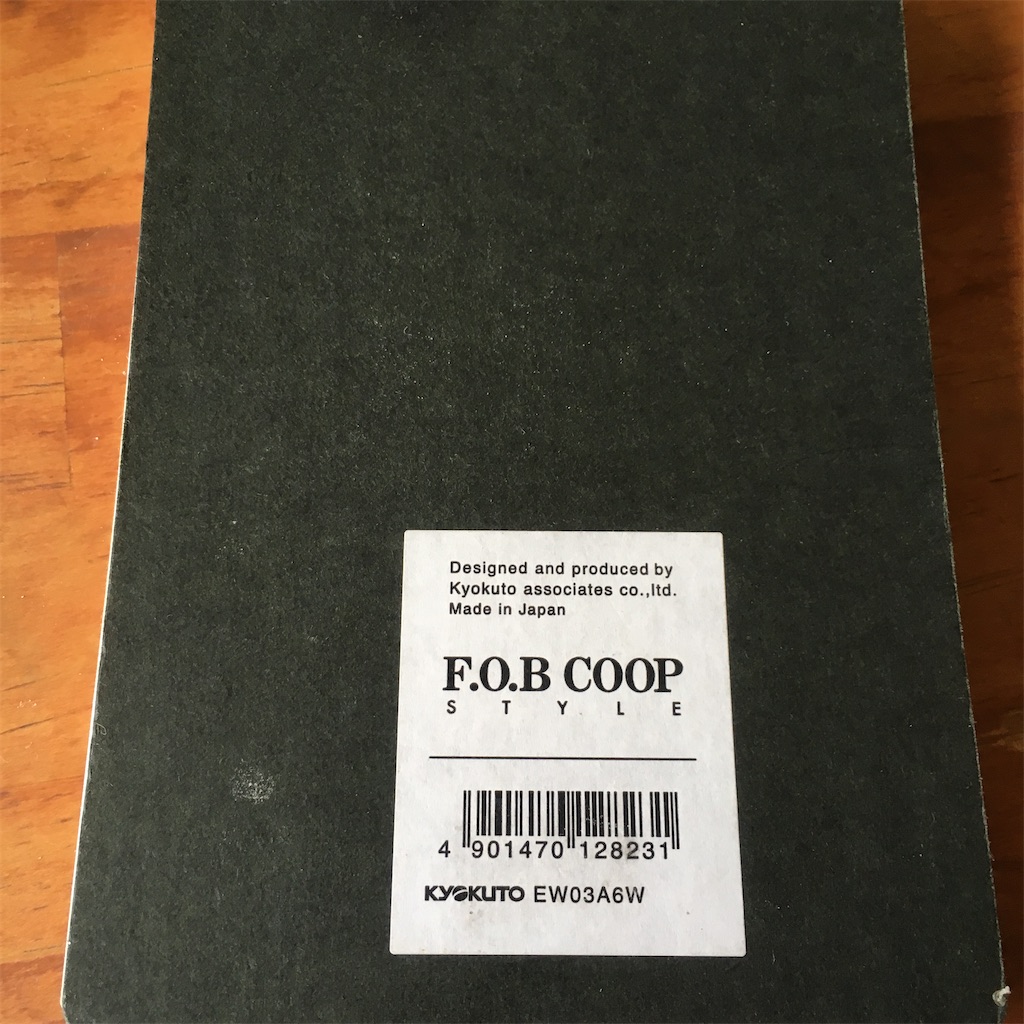 Designed and produced by
Kyokuto associates co.,ltd.
Made in Japan
F.O.B COOP
STYLE
4 901470 128231
KYOKUTO EW03A6W